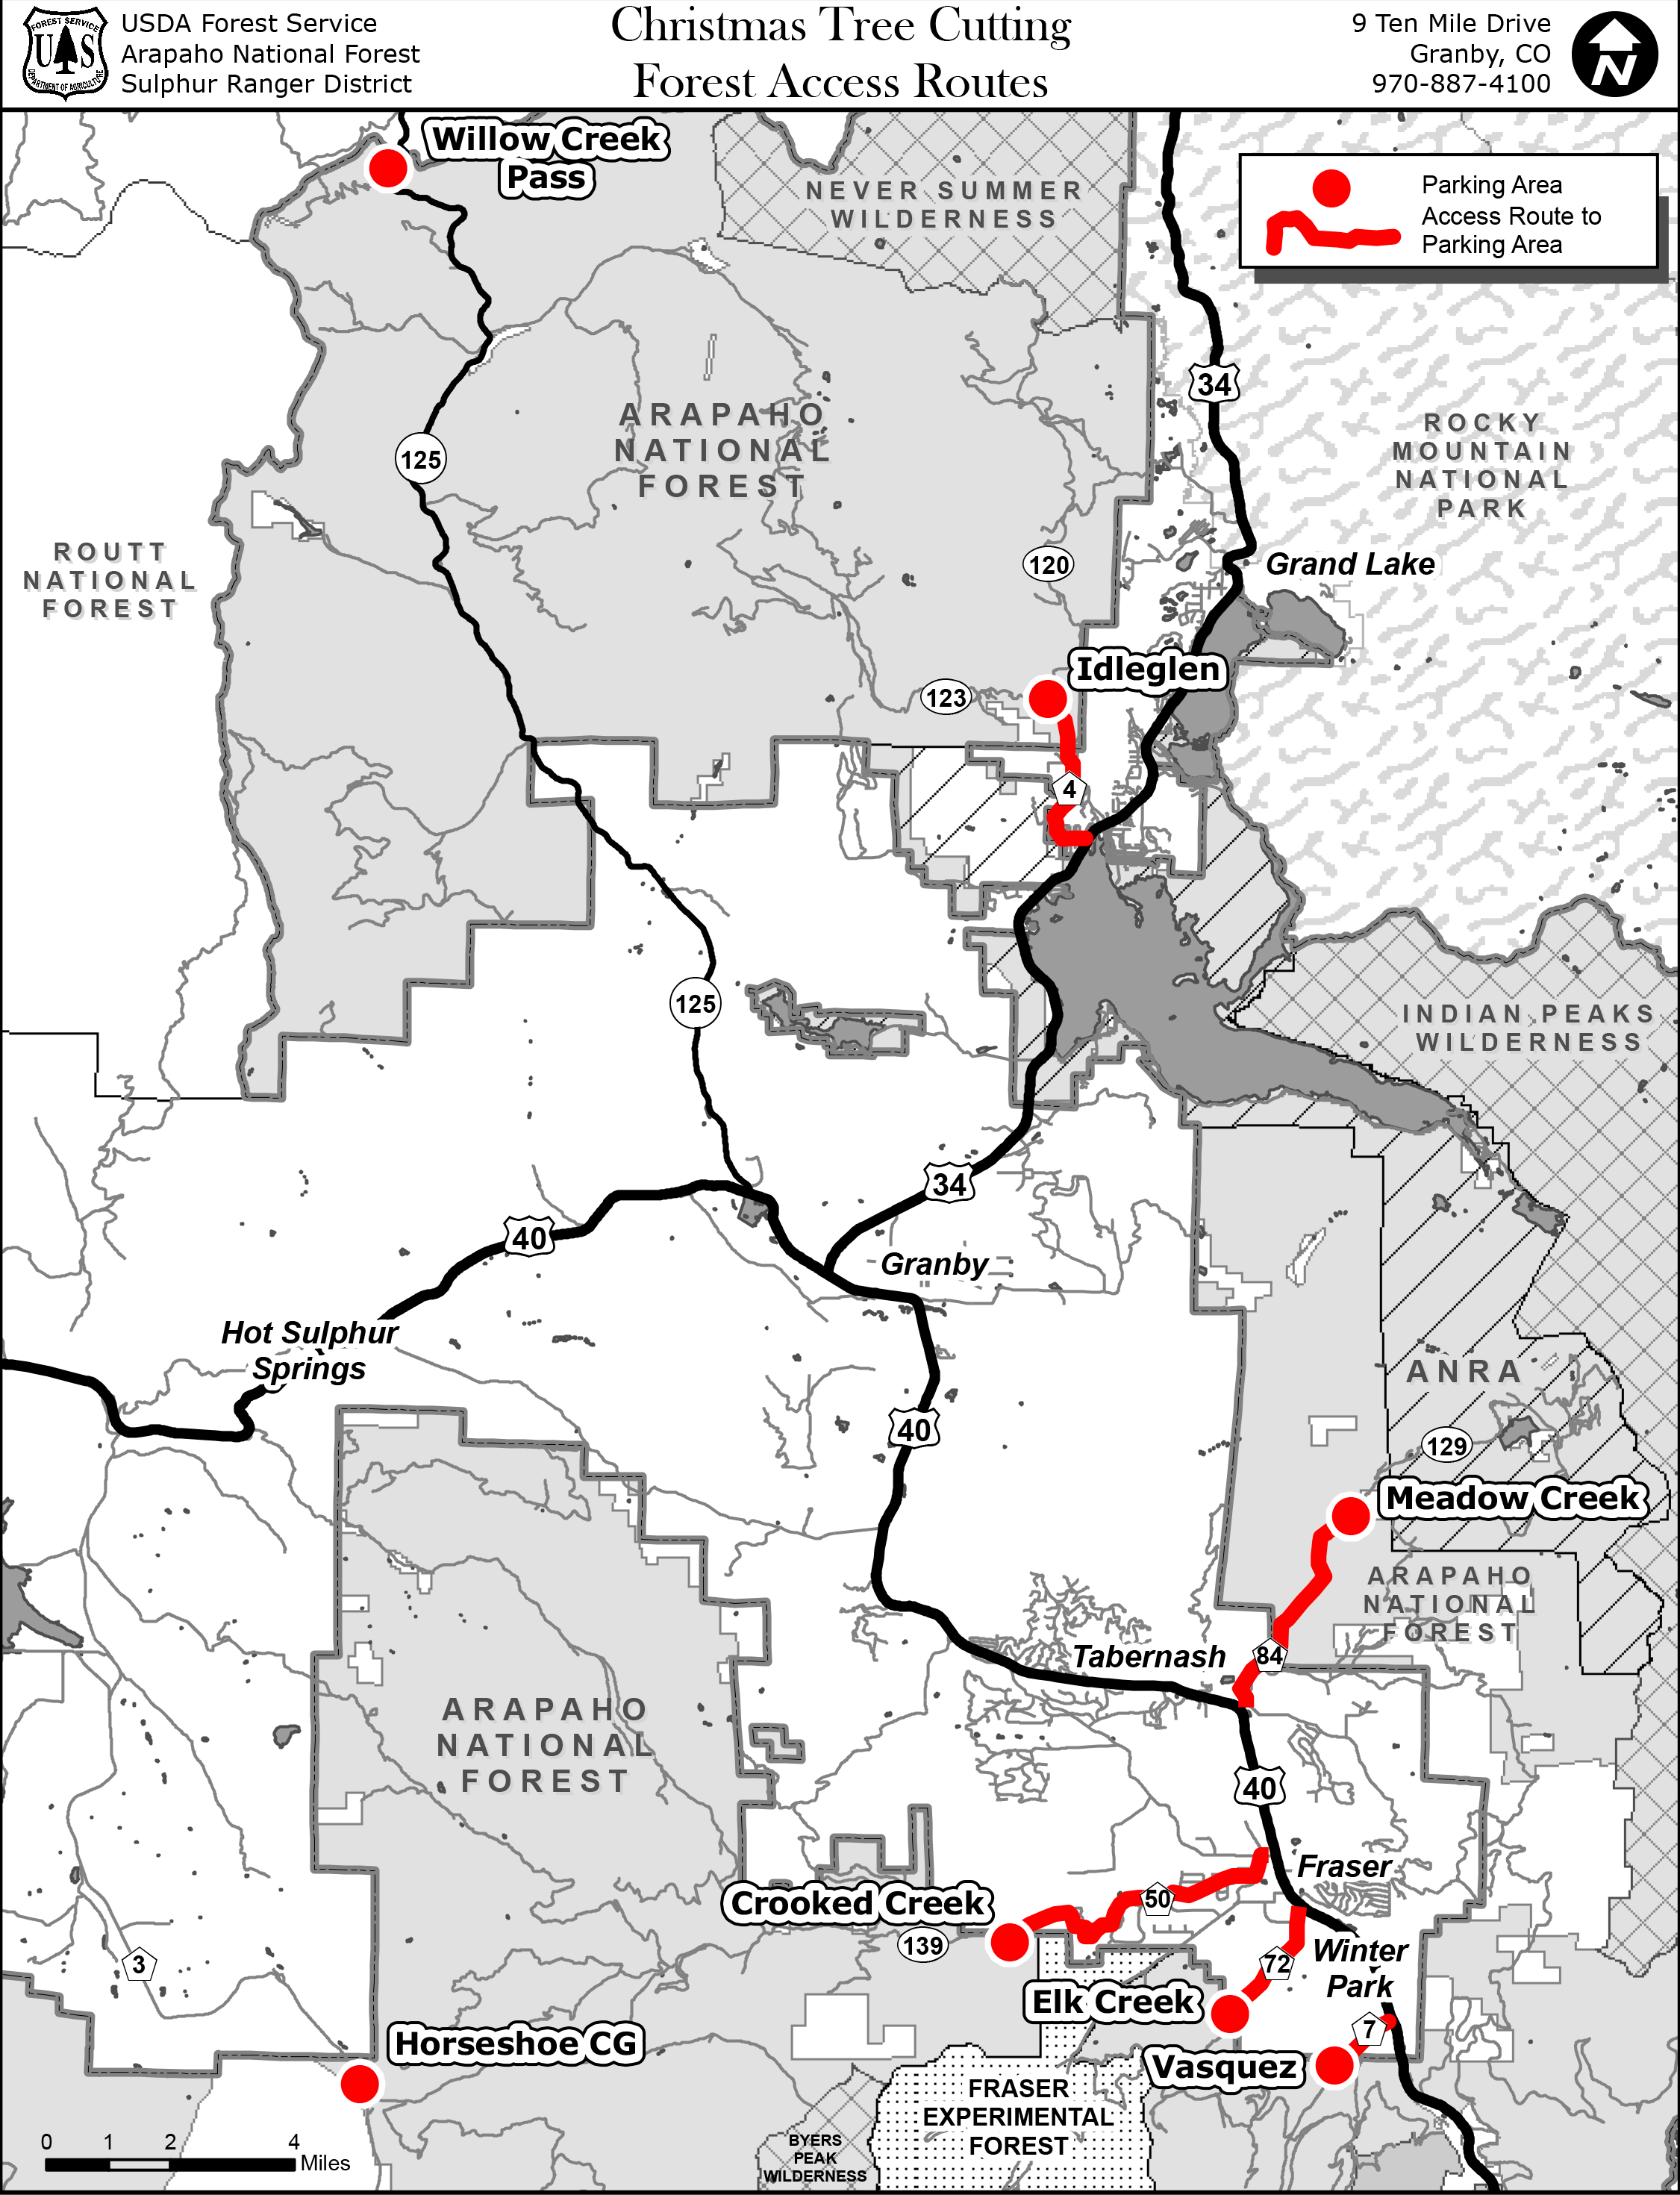 FOREST SERVICE
U S
DEPARTMENT OF AGRICULTURE
USDA Forest Service
Arapaho National Forest
Sulphur Ranger District
Christmas Tree Cutting
Forest Access Routes
9 Ten Mile Drive
Granby, CO
970-887-4100
N
Willow Creek
Pass
NEVER SUMMER
WILDERNESS
Parking Area
Access Route to
Parking Area
34
ARAPAHO
NATIONAL
FOREST
125
ROCKY
MOUNTAIN
NATIONAL
PARK
ROUTT
NATIONAL
FOREST
120
Grand Lake
Idleglen
123
4
125
INDIAN PEAKS
WILDERNESS
34
40
Granby
Hot Sulphur
Springs
ANRA
40
129
Meadow Creek
ARAPAHO
NATIONAL
FOREST
Tabernash
84
ARAPAHO
NATIONAL
FOREST
40
Fraser
Crooked Creek
50
139
3
72
Winter
Park
Elk Creek
7
Horseshoe CG
Vasquez
FRASER
EXPERIMENTAL
FOREST
BYERS
PEAK
WILDERNESS
0 1 2 4
Miles